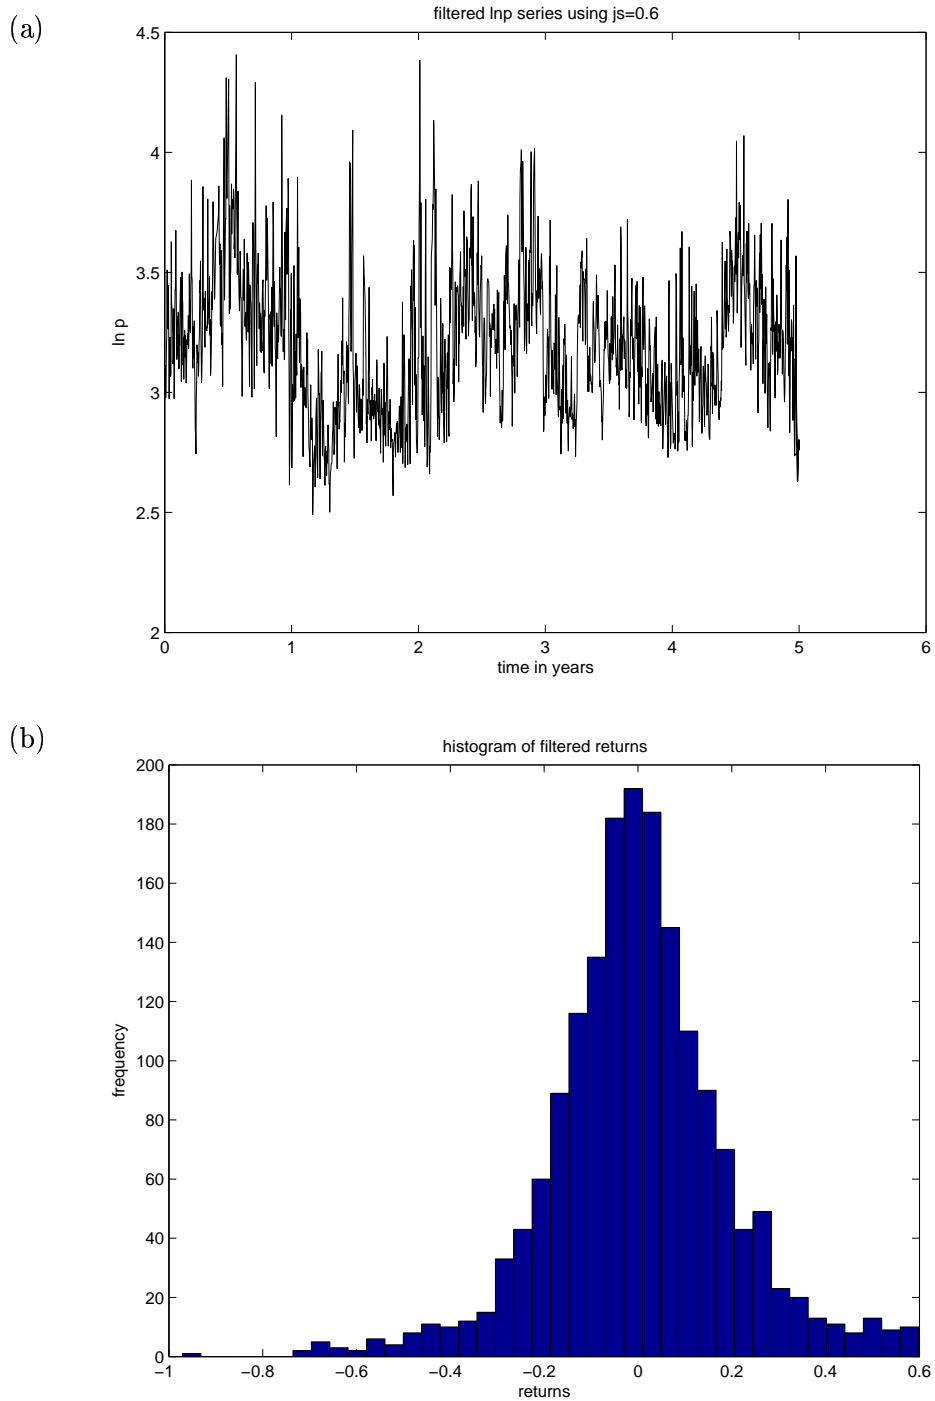 (a)
filtered lnp series using js=0.6
4.5
4
3.5
3
2.5
2
ln p
0 1 2 3 4 5 6
time in years
(b)
histogram of filtered returns
200
180
160
140
120
100
80
60
40
20
0
frequency
−1 −0.8 −0.6 −0.4 −0.2 0 0.2 0.4 0.6
returns